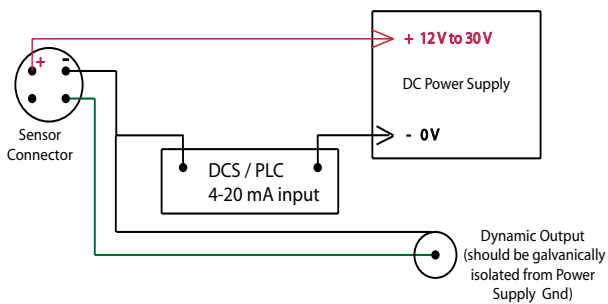 + 12 V to 30 V
+ -
DC Power Supply
Sensor
Connector
- 0V
DCS / PLC
4-20 mA input
Dynamic Output
(should be galvanically
isolated from Power
Supply Gnd)